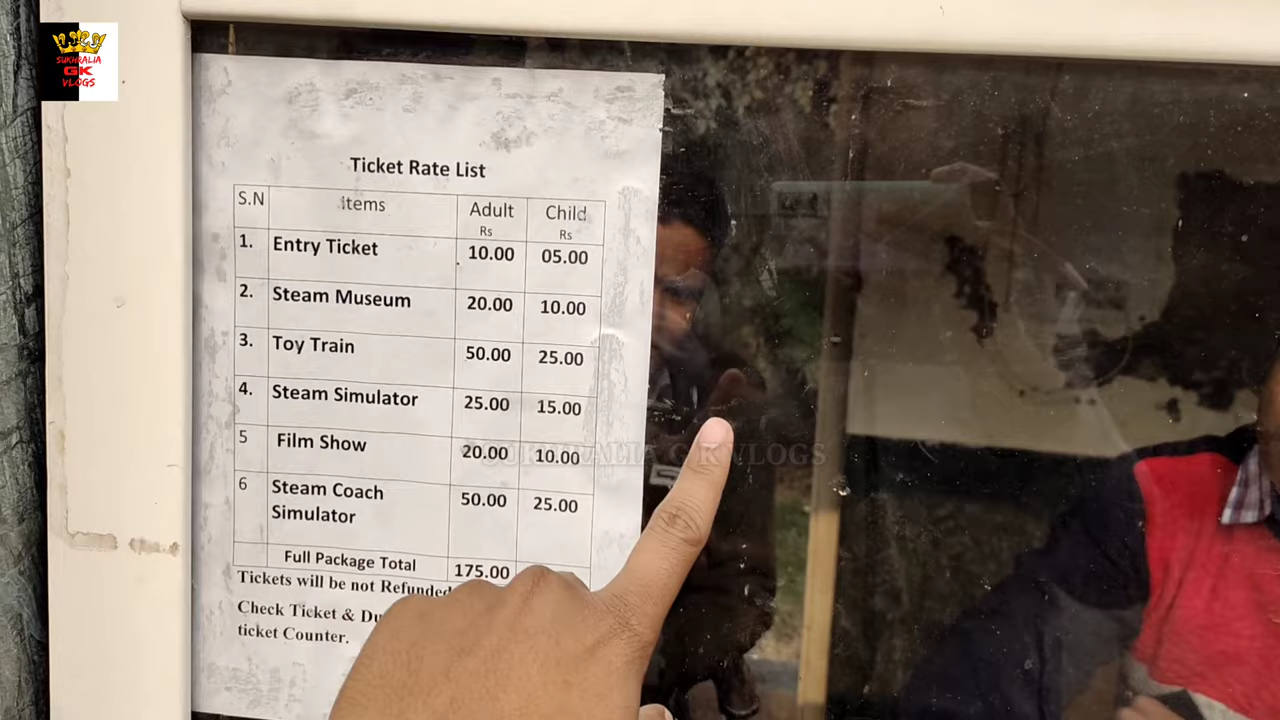 SUKHRALIA
GK
VLOGS
Ticket Rate List
S.N Items Adult Rs Child Rs
1. Entry Ticket 10.00 05.00
2. Steam Museum 20.00 10.00
3. Toy Train 50.00 25.00
4. Steam Simulator 25.00 15.00
5 Film Show 20.00 10.00
6 Steam Coach Simulator 50.00 25.00
Full Package Total 175.00
Tickets will be not Refunded
Check Ticket &
ticket Counter.
G K VLOGS